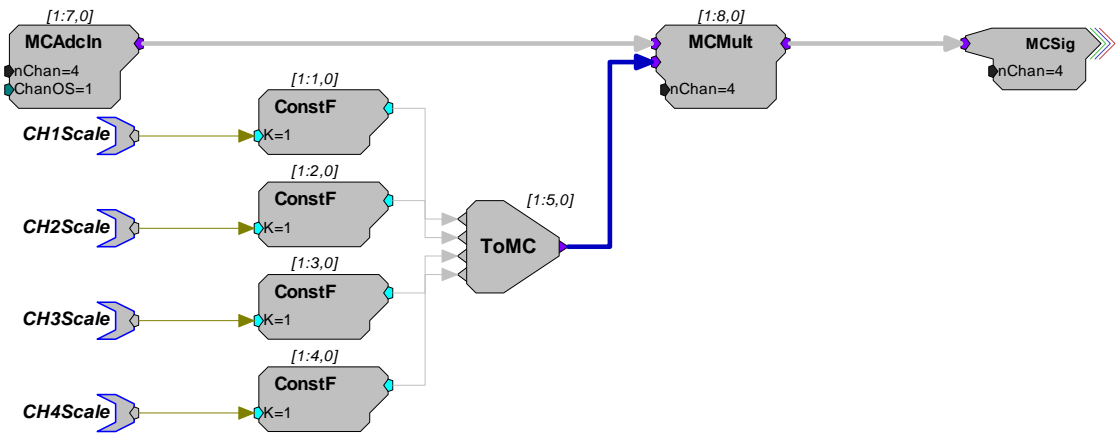 [1:7,0]
MCAdcIn
nChan=4
ChanOS=1
[1:8,0]
MCMult
nChan=4
MCSig
nChan=4
[1:1,0]
ConstF
K=1
CH1Scale
[1:2,0]
ConstF
K=1
CH2Scale
[1:5,0]
ToMC
[1:3,0]
ConstF
K=1
CH3Scale
[1:4,0]
ConstF
K=1
CH4Scale